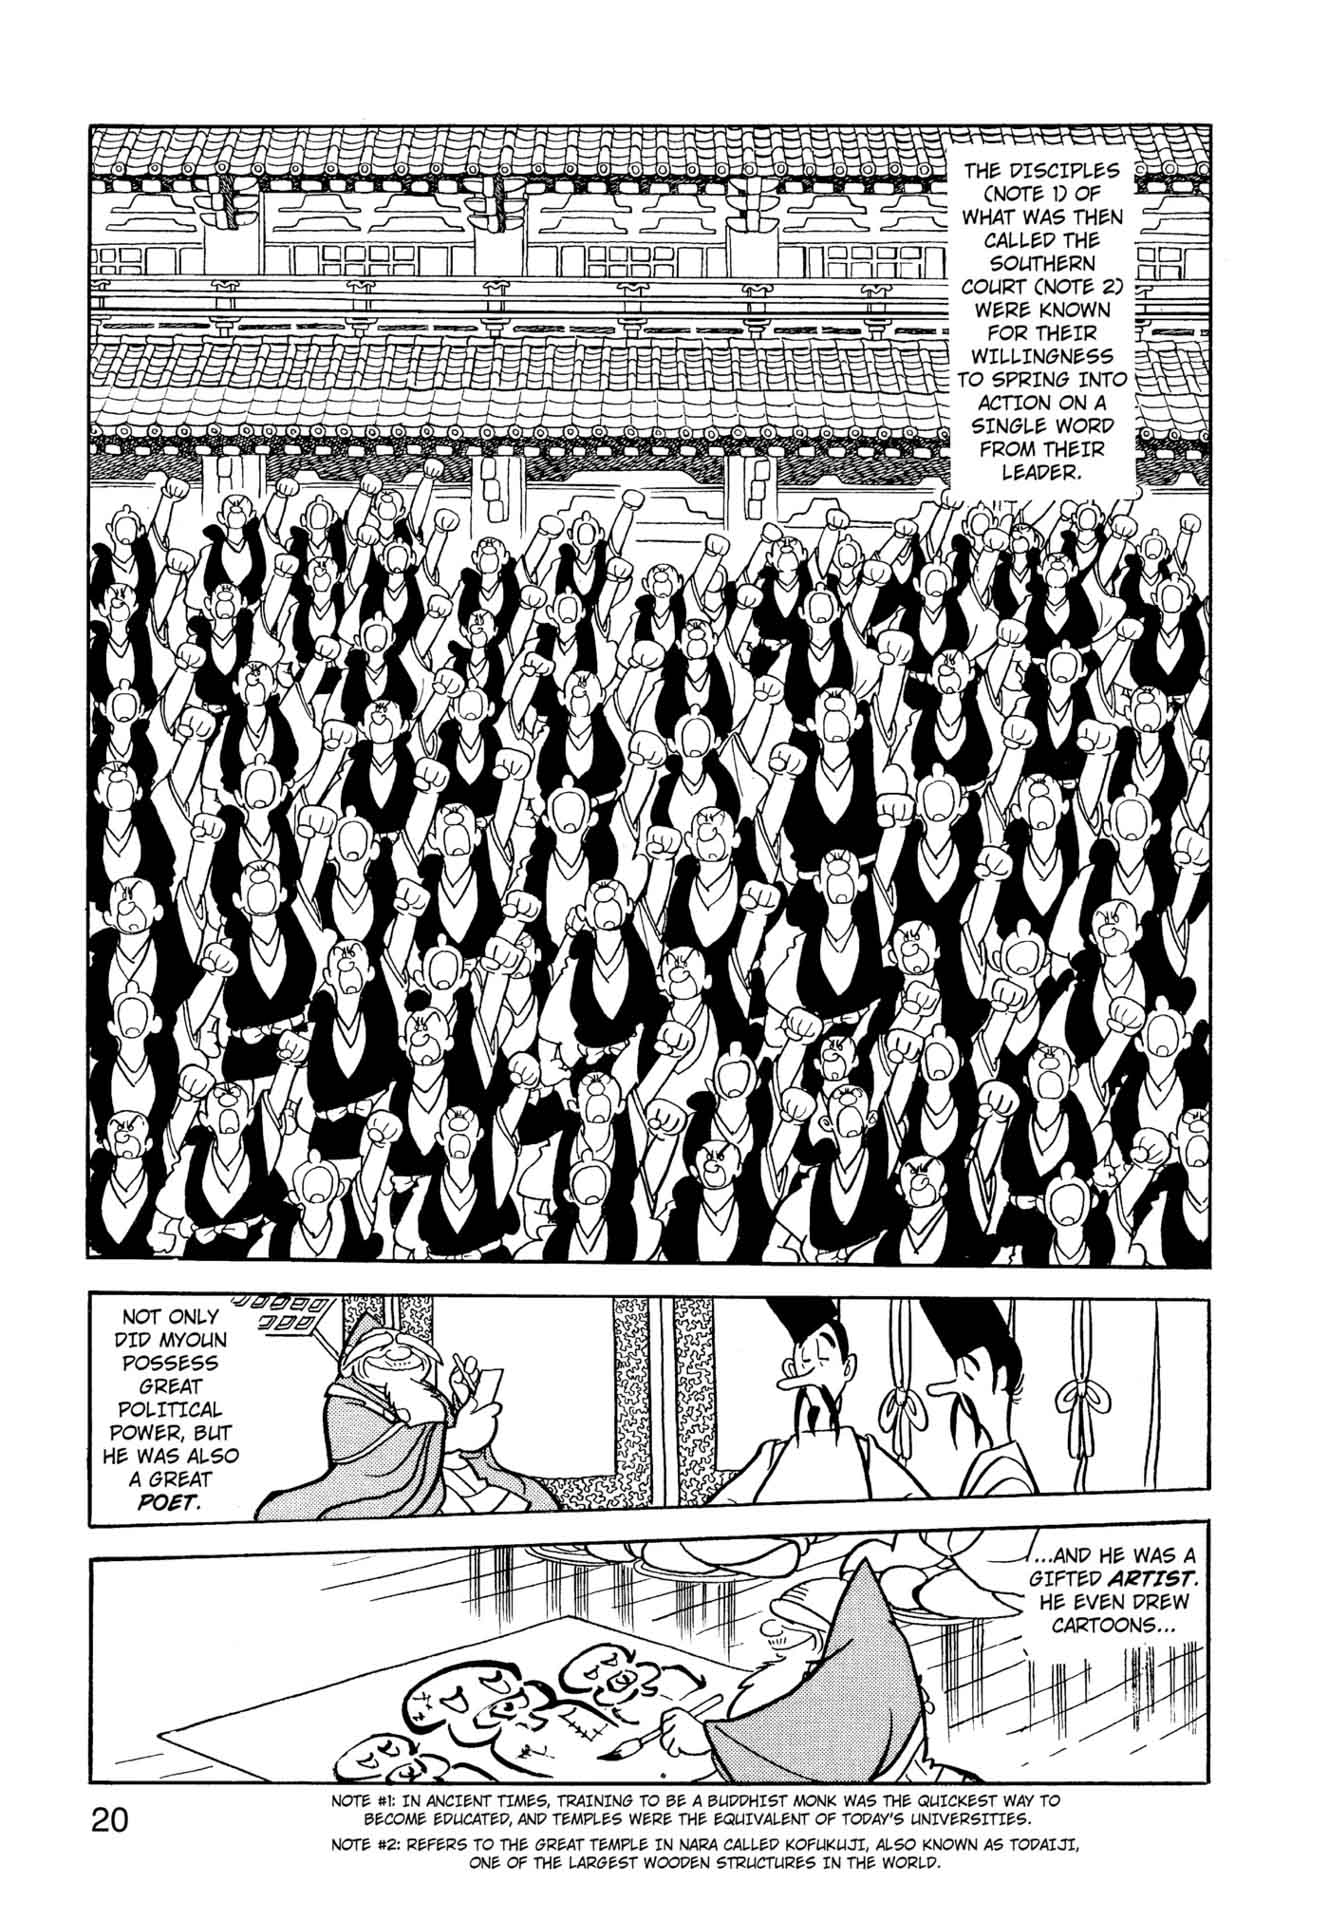 THE DISCIPLES
(NOTE 1) OF
WHAT WAS THEN
CALLED THE
SOUTHERN
COURT (NOTE 2)
WERE KNOWN
FOR THEIR
WILLINGNESS
TO SPRING INTO
ACTION ON A
SINGLE WORD
FROM THEIR
LEADER.
NOT ONLY
DID MYOUN
POSSESS
GREAT
POLITICAL
POWER, BUT
HE WAS ALSO
A GREAT
POET.
...AND HE WAS A
GIFTED ARTIST.
HE EVEN DREW
CARTOONS...
20
NOTE #1: IN ANCIENT TIMES, TRAINING TO BE A BUDDHIST MONK WAS THE QUICKEST WAY TO
BECOME EDUCATED, AND TEMPLES WERE THE EQUIVALENT OF TODAY'S UNIVERSITIES.
NOTE #2: REFERS TO THE GREAT TEMPLE IN NARA CALLED KOFUKUJI, ALSO KNOWN AS TODAIJI,
ONE OF THE LARGEST WOODEN STRUCTURES IN THE WORLD.